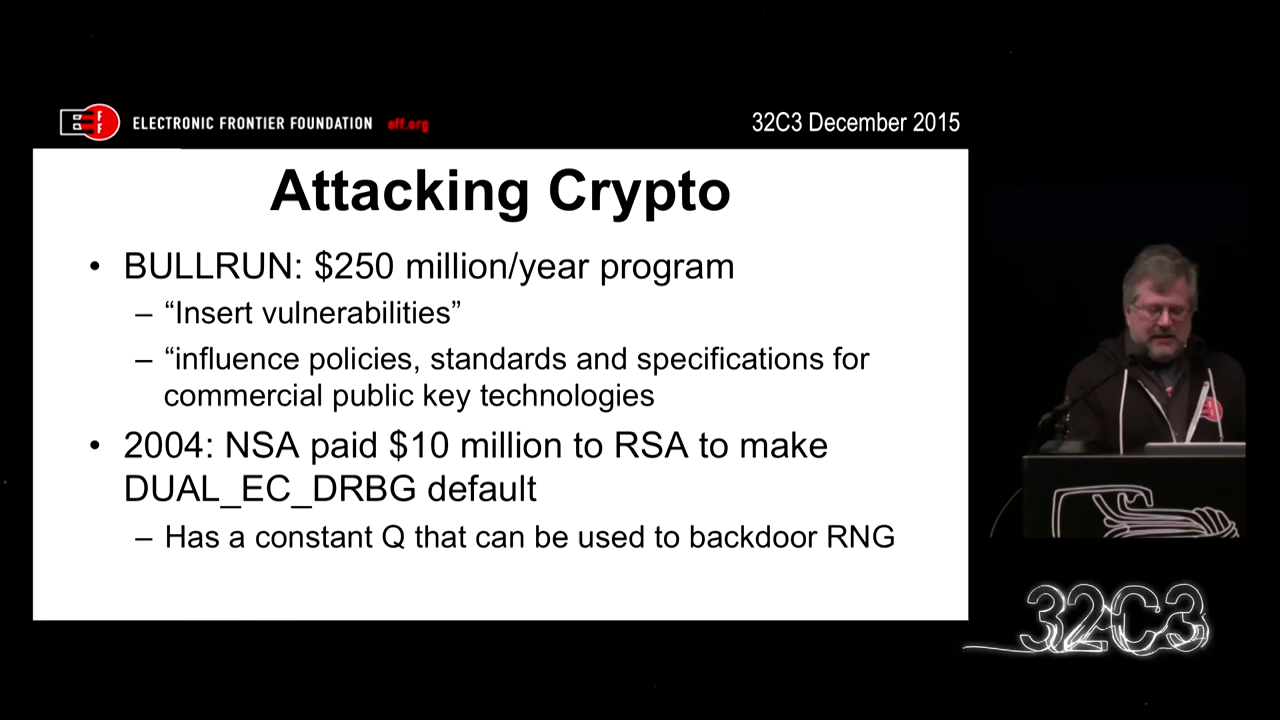 ELECTRONIC FRONTIER FOUNDATION eff.org
32C3 December 2015
Attacking Crypto
• BULLRUN: $250 million/year program
– “Insert vulnerabilities”
– “influence policies, standards and specifications for
commercial public key technologies
• 2004: NSA paid $10 million to RSA to make
DUAL_EC_DRBG default
– Has a constant Q that can be used to backdoor RNG
32C3